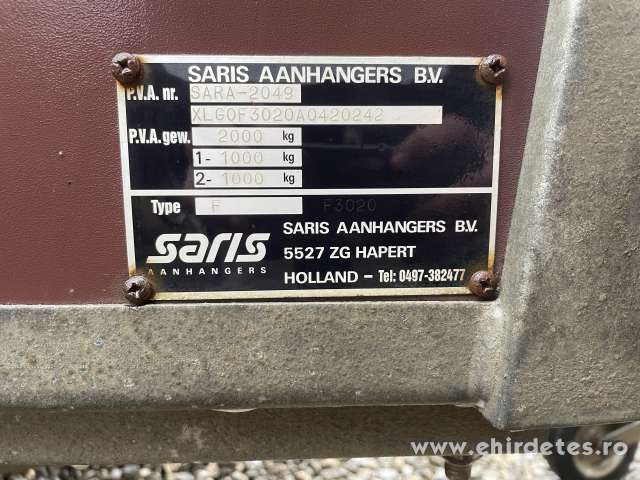 SARIS AANHANGERS B.V.
P.V.A. nr. SARA-2049
XLG0F3020A0420242
P.V.A. gew. 2000 kg
1- 1000 kg
2- 1000 kg
Type F F3020
saris
AANHANGERS
SARIS AANHANGERS B.V.
5527 ZG HAPERT
HOLLAND - Tel: 0497-382477
www.ehirdetes.ro